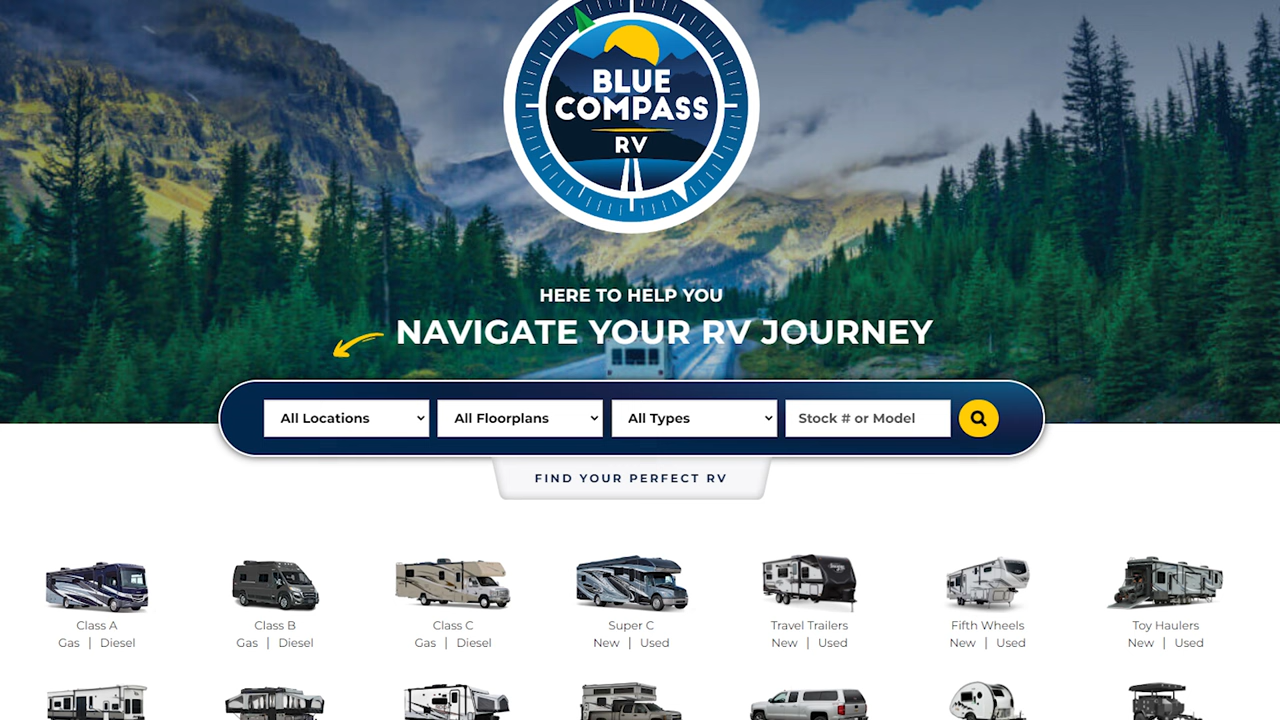 BLUE
COMPASS
RV
HERE TO HELP YOU
NAVIGATE YOUR RV JOURNEY
All Locations All Floorplans All Types Stock # or Model
FIND YOUR PERFECT RV
Class A Class B Class C Super C Travel Trailers Fifth Wheels Toy Haulers
Gas | Diesel Gas | Diesel Gas | Diesel New | Used New | Used New | Used New | Used